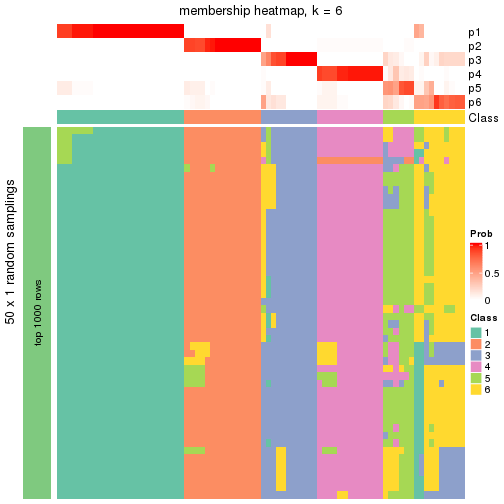 membership heatmap, k = 6
p1
p2
p3
p4
p5
p6
Class
50 x 1 random samplings
top 1000 rows
Prob
1
0.5
0
Class
1
2
3
4
5
6